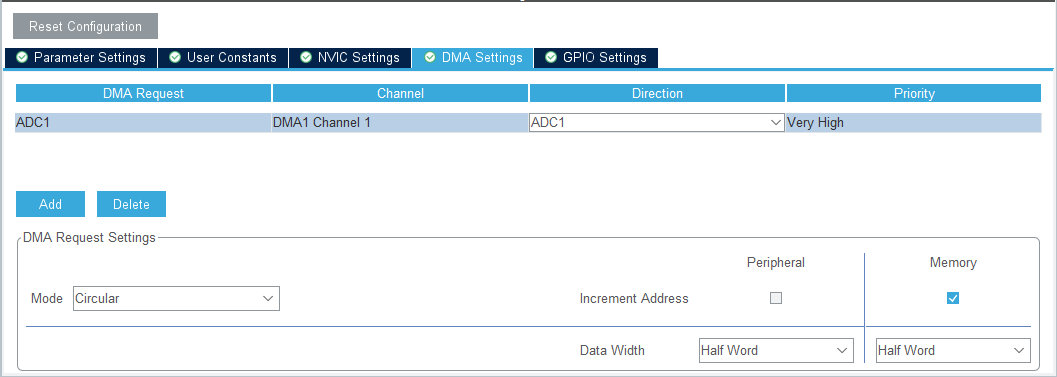 Reset Configuration
Parameter Settings User Constants NVIC Settings DMA Settings GPIO Settings
DMA Request Channel Direction Priority
ADC1 DMA1 Channel 1 ADC1 Very High
Add Delete
DMA Request Settings
Peripheral Memory
Mode Circular Increment Address
Data Width Half Word Half Word